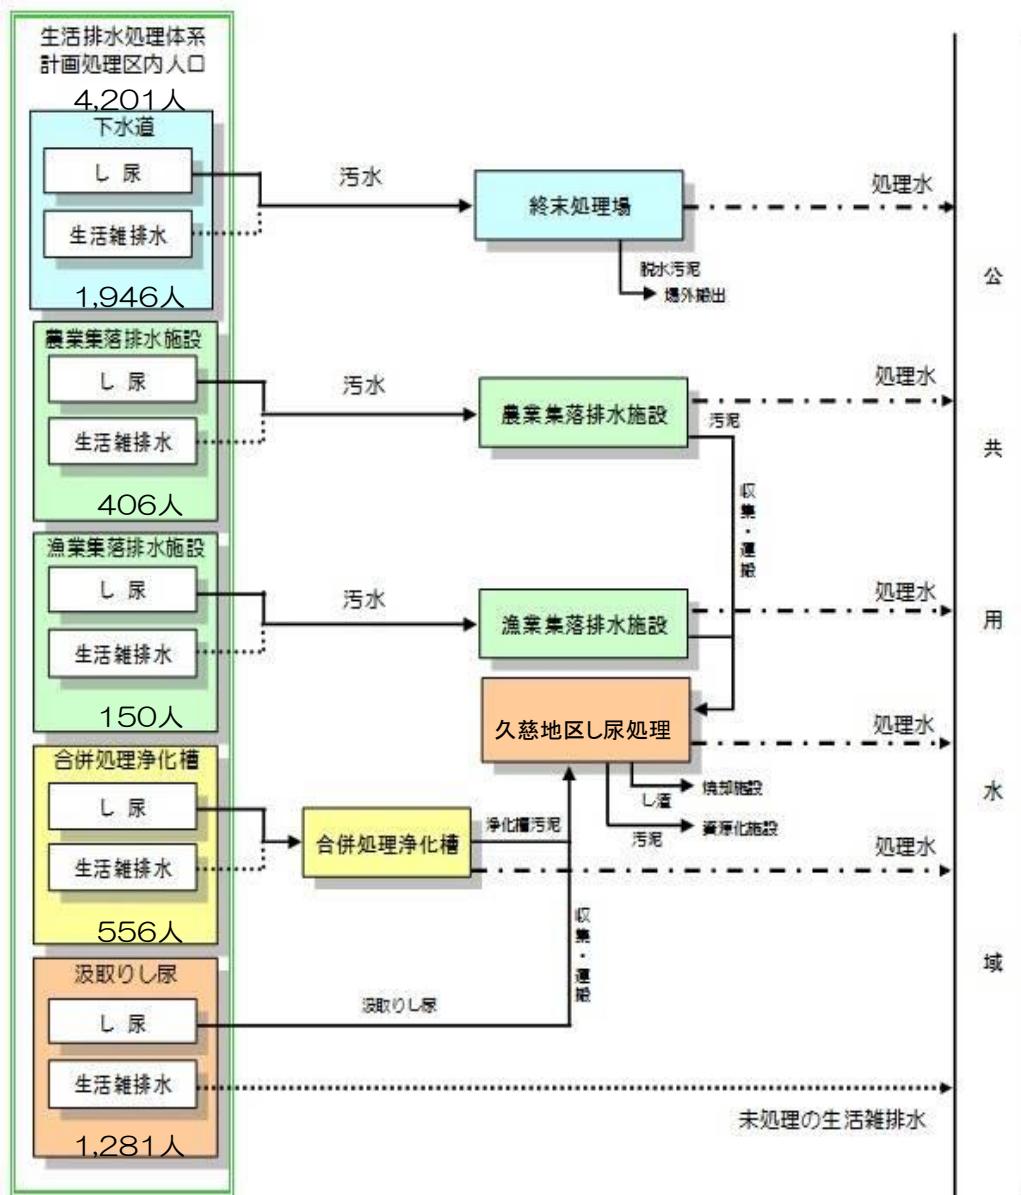 生活排水処理体系
計画処理区内人口
4,201人
下水道
し 尿
生活雑排水
1,946人
汚水
終末処理場
処理水
脱水汚泥
場外搬出
農業集落排水施設
し 尿
生活雑排水
406人
汚水
農業集落排水施設
処理水
汚泥
収集・運搬
漁業集落排水施設
し 尿
生活雑排水
150人
汚水
漁業集落排水施設
処理水
久慈地区し尿処理
処理水
し渣
焼却施設
汚泥
資源化施設
合併処理浄化槽
し 尿
生活雑排水
556人
合併処理浄化槽
浄化槽汚泥
処理水
収集・運搬
汲取りし尿
し 尿
生活雑排水
1,281人
汲取りし尿
未処理の生活雑排水
公共用水域